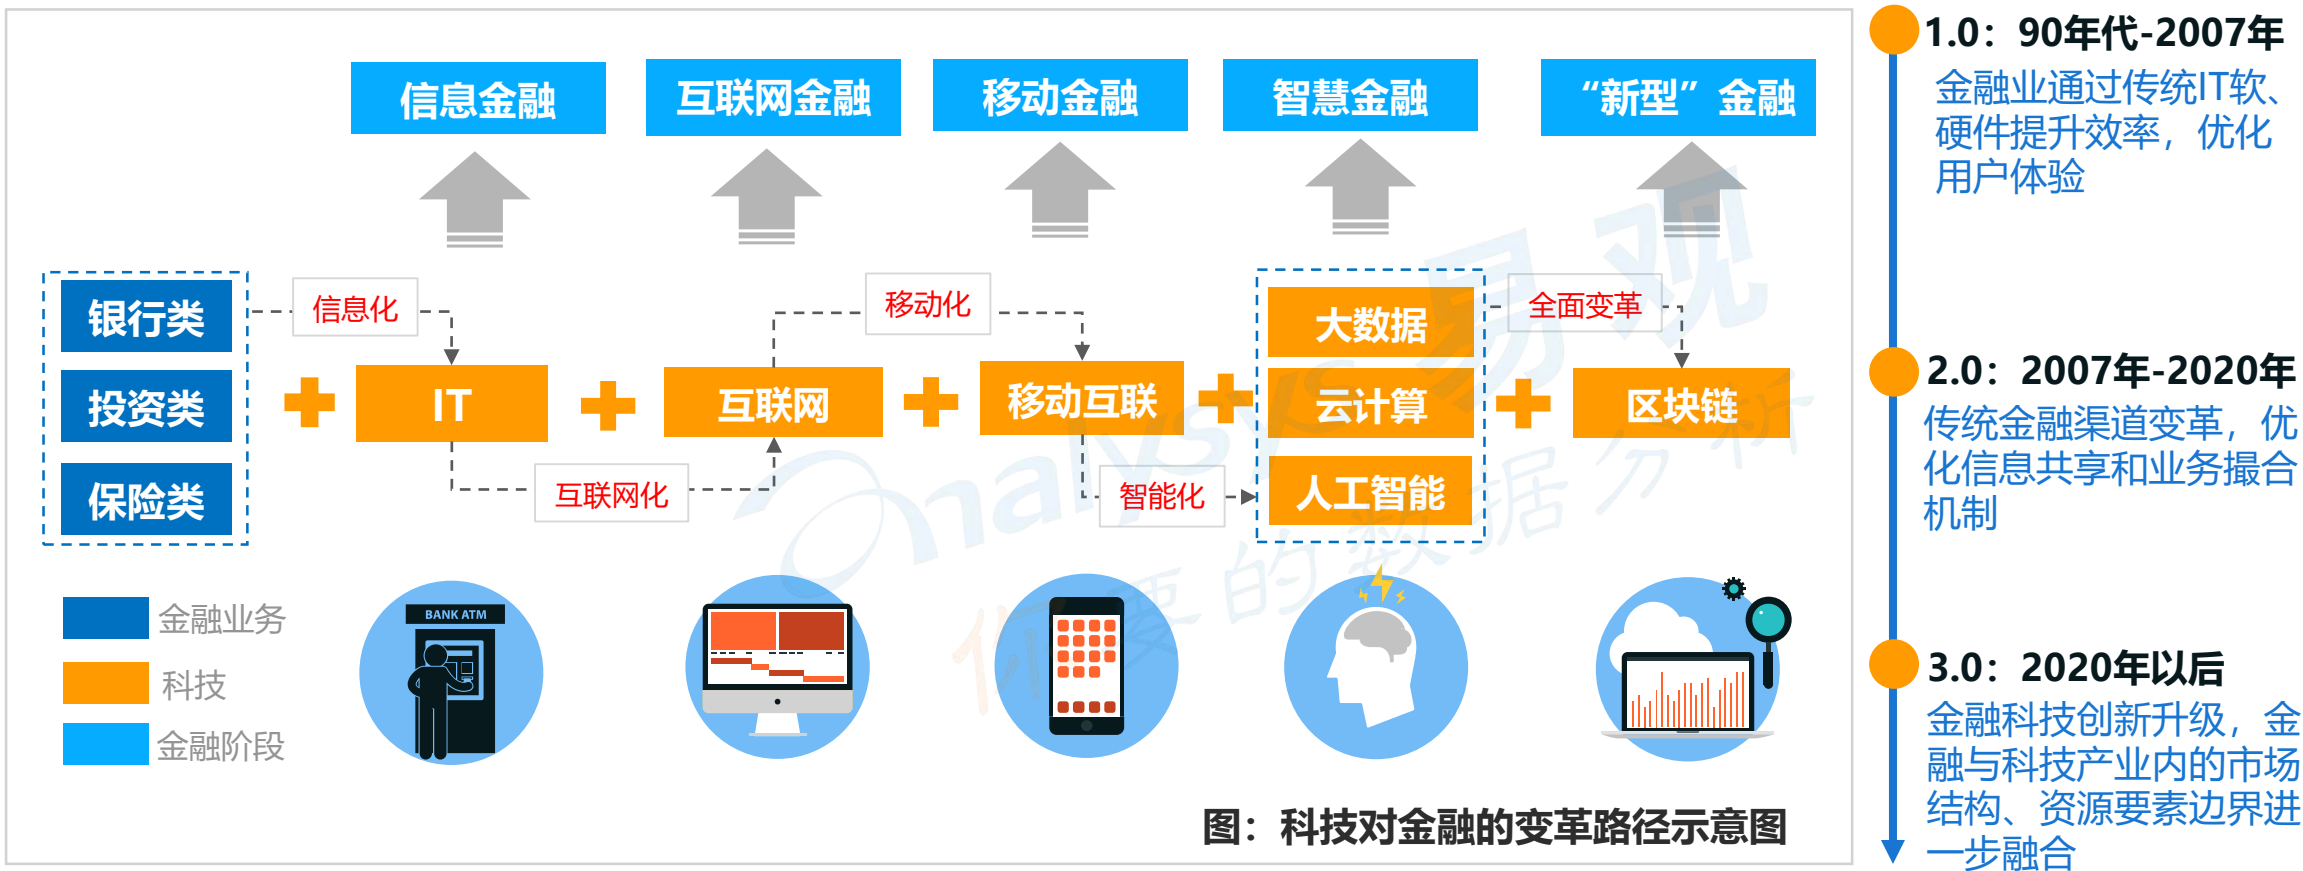 信息金融
互联网金融
移动金融
智慧金融
“新型”金融
银行类
投资类
保险类
信息化
移动化
全面变革
IT
互联网
移动互联
大数据
云计算
人工智能
区块链
互联网化
智能化
金融业务
科技
金融阶段
BANK ATM
图：科技对金融的变革路径示意图
1.0：90年代-2007年
金融业通过传统IT软、
硬件提升效率，优化
用户体验
2.0：2007年-2020年
传统金融渠道变革，优
化信息共享和业务撮合
机制
3.0：2020年以后
金融科技创新升级，金
融与科技产业内的市场
结构、资源要素边界进
一步融合
analysys 易观
你要的数据分析